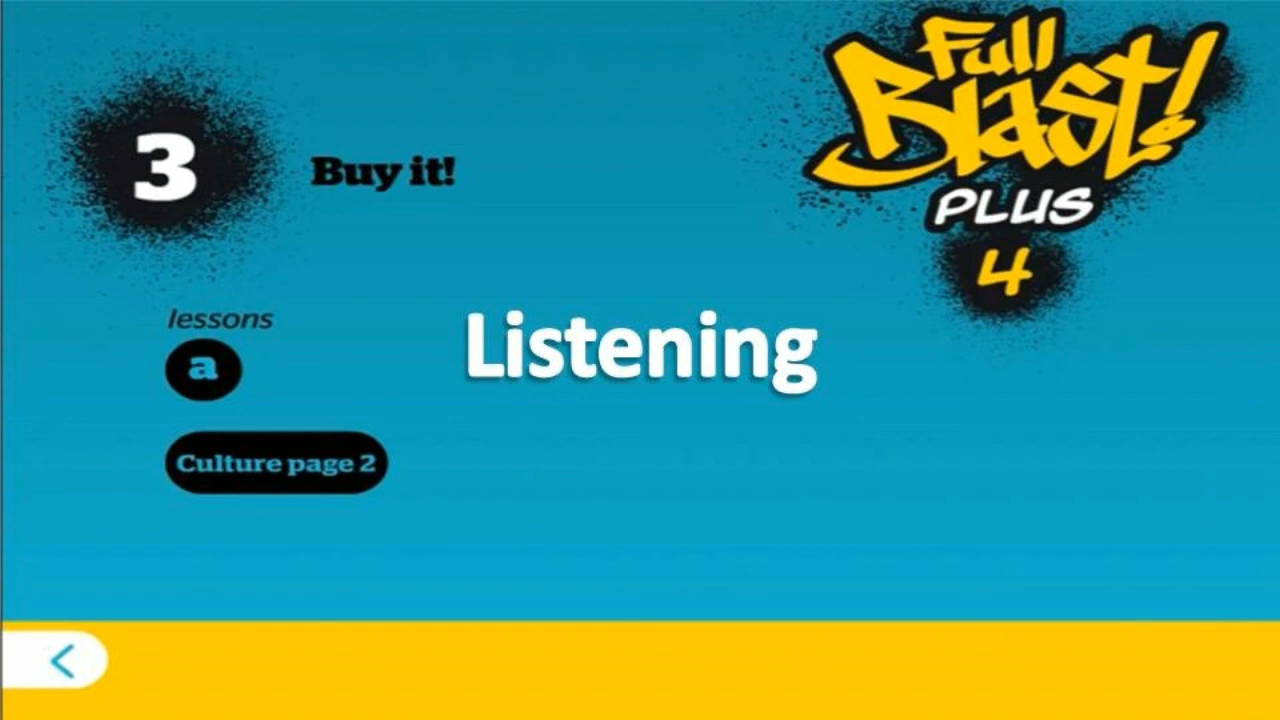 Full
Blast!
PLUS
4
3
Buy it!
lessons
a
Listening
Culture page 2